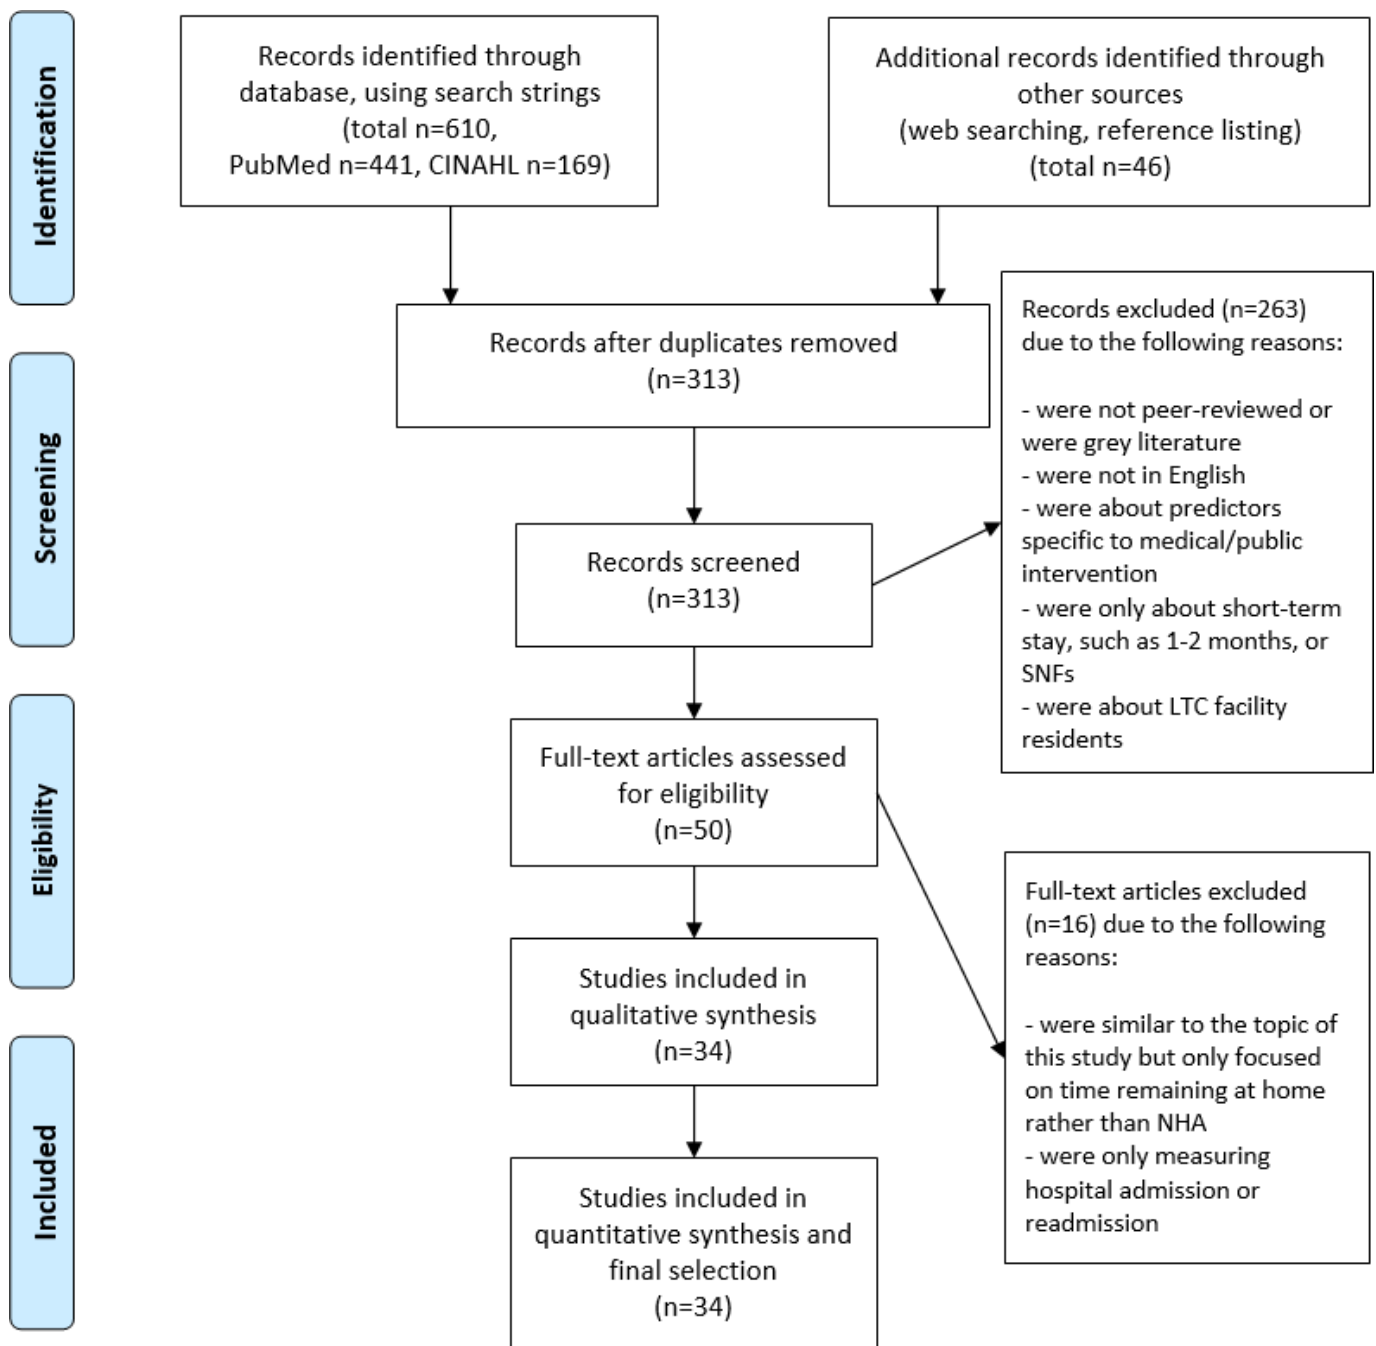 Identification
Records identified through
database, using search strings
(total n=610,
PubMed n=441, CINAHL n=169)
Additional records identified through
other sources
(web searching, reference listing)
(total n=46)
Records after duplicates removed
(n=313)
Screening
Records screened
(n=313)
Records excluded (n=263)
due to the following reasons:
- were not peer-reviewed or
were grey literature
- were not in English
- were about predictors
specific to medical/public
intervention
- were only about short-term
stay, such as 1-2 months, or
SNFs
- were about LTC facility
residents
Eligibility
Full-text articles assessed
for eligibility
(n=50)
Full-text articles excluded
(n=16) due to the following
reasons:
- were similar to the topic of
this study but only focused
on time remaining at home
rather than NHA
- were only measuring
hospital admission or
readmission
Studies included in
qualitative synthesis
(n=34)
Included
Studies included in
quantitative synthesis and
final selection
(n=34)